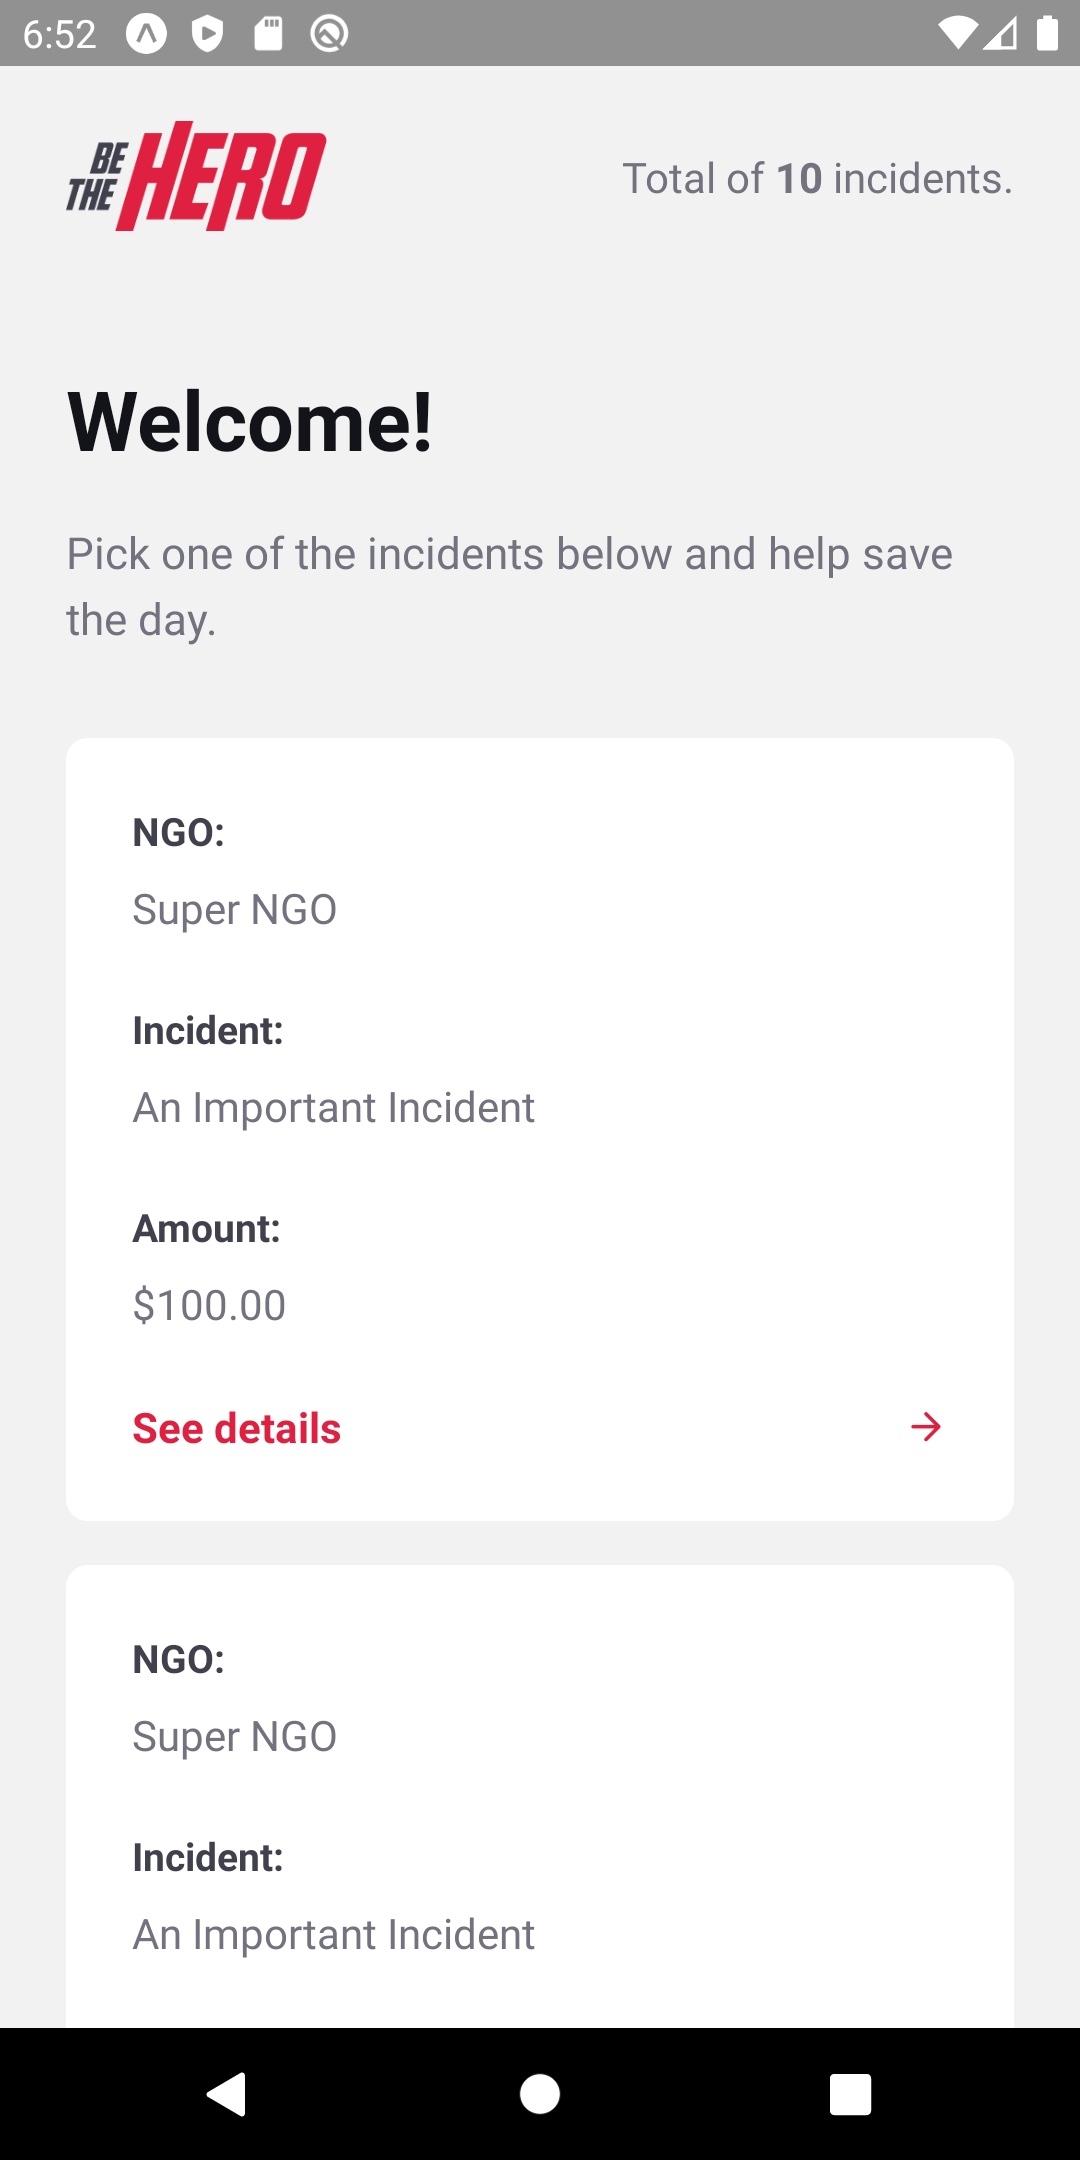 6:52
BE
THE HERO
Total of 10 incidents.
Welcome!
Pick one of the incidents below and help save
the day.
NGO:
Super NGO
Incident:
An Important Incident
Amount:
$100.00
See details
NGO:
Super NGO
Incident:
An Important Incident